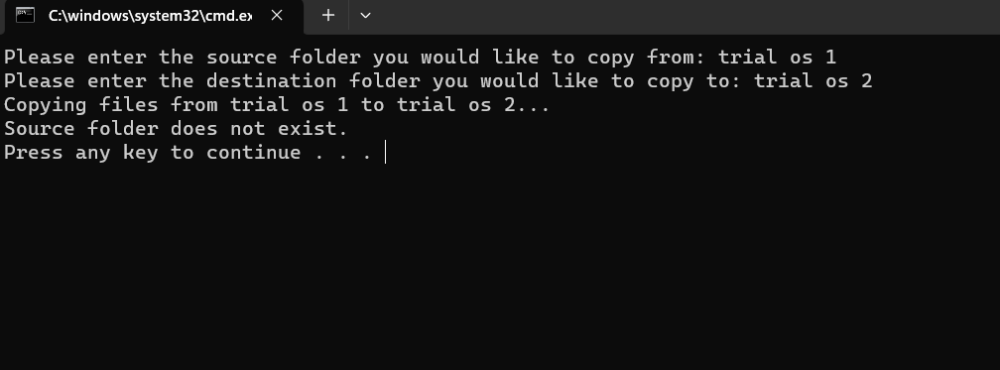 C:\windows\system32\cmd.ex
Please enter the source folder you would like to copy from: trial os 1
Please enter the destination folder you would like to copy to: trial os 2
Copying files from trial os 1 to trial os 2...
Source folder does not exist.
Press any key to continue . . .